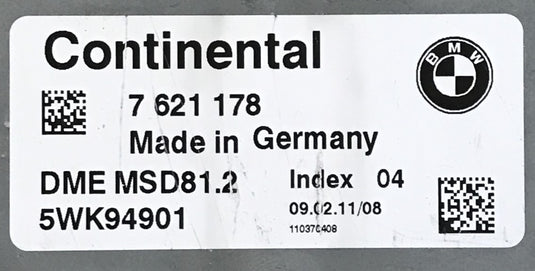 Continental
BMW
7 621 178
Made in Germany
DME MSD81.2 Index 04
5WK94901 09.02.11/08
110370408